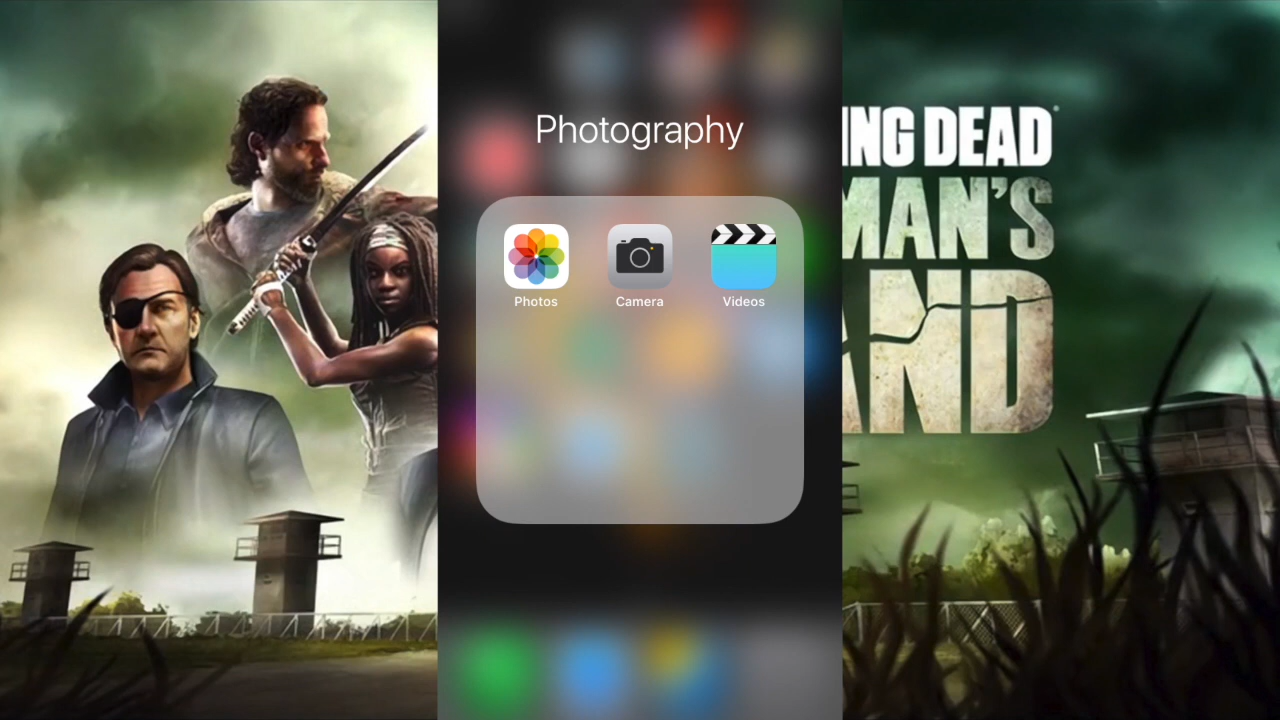 Photography
Photos
Camera
Videos
ING DEAD
MAN'S
AND